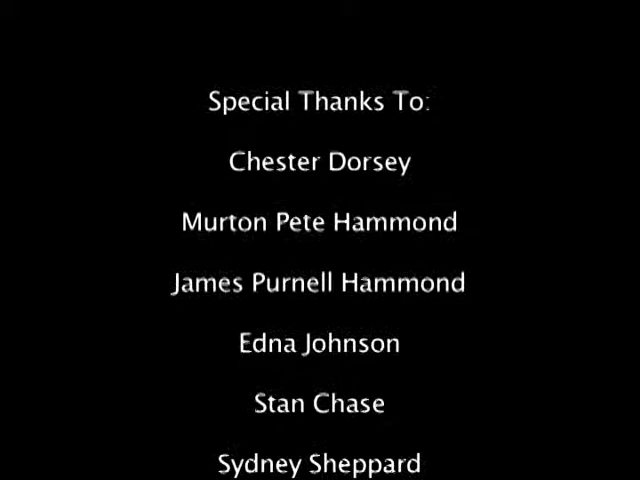 Special Thanks To:
Chester Dorsey
Murton Pete Hammond
James Purnell Hammond
Edna Johnson
Stan Chase
Sydney Sheppard